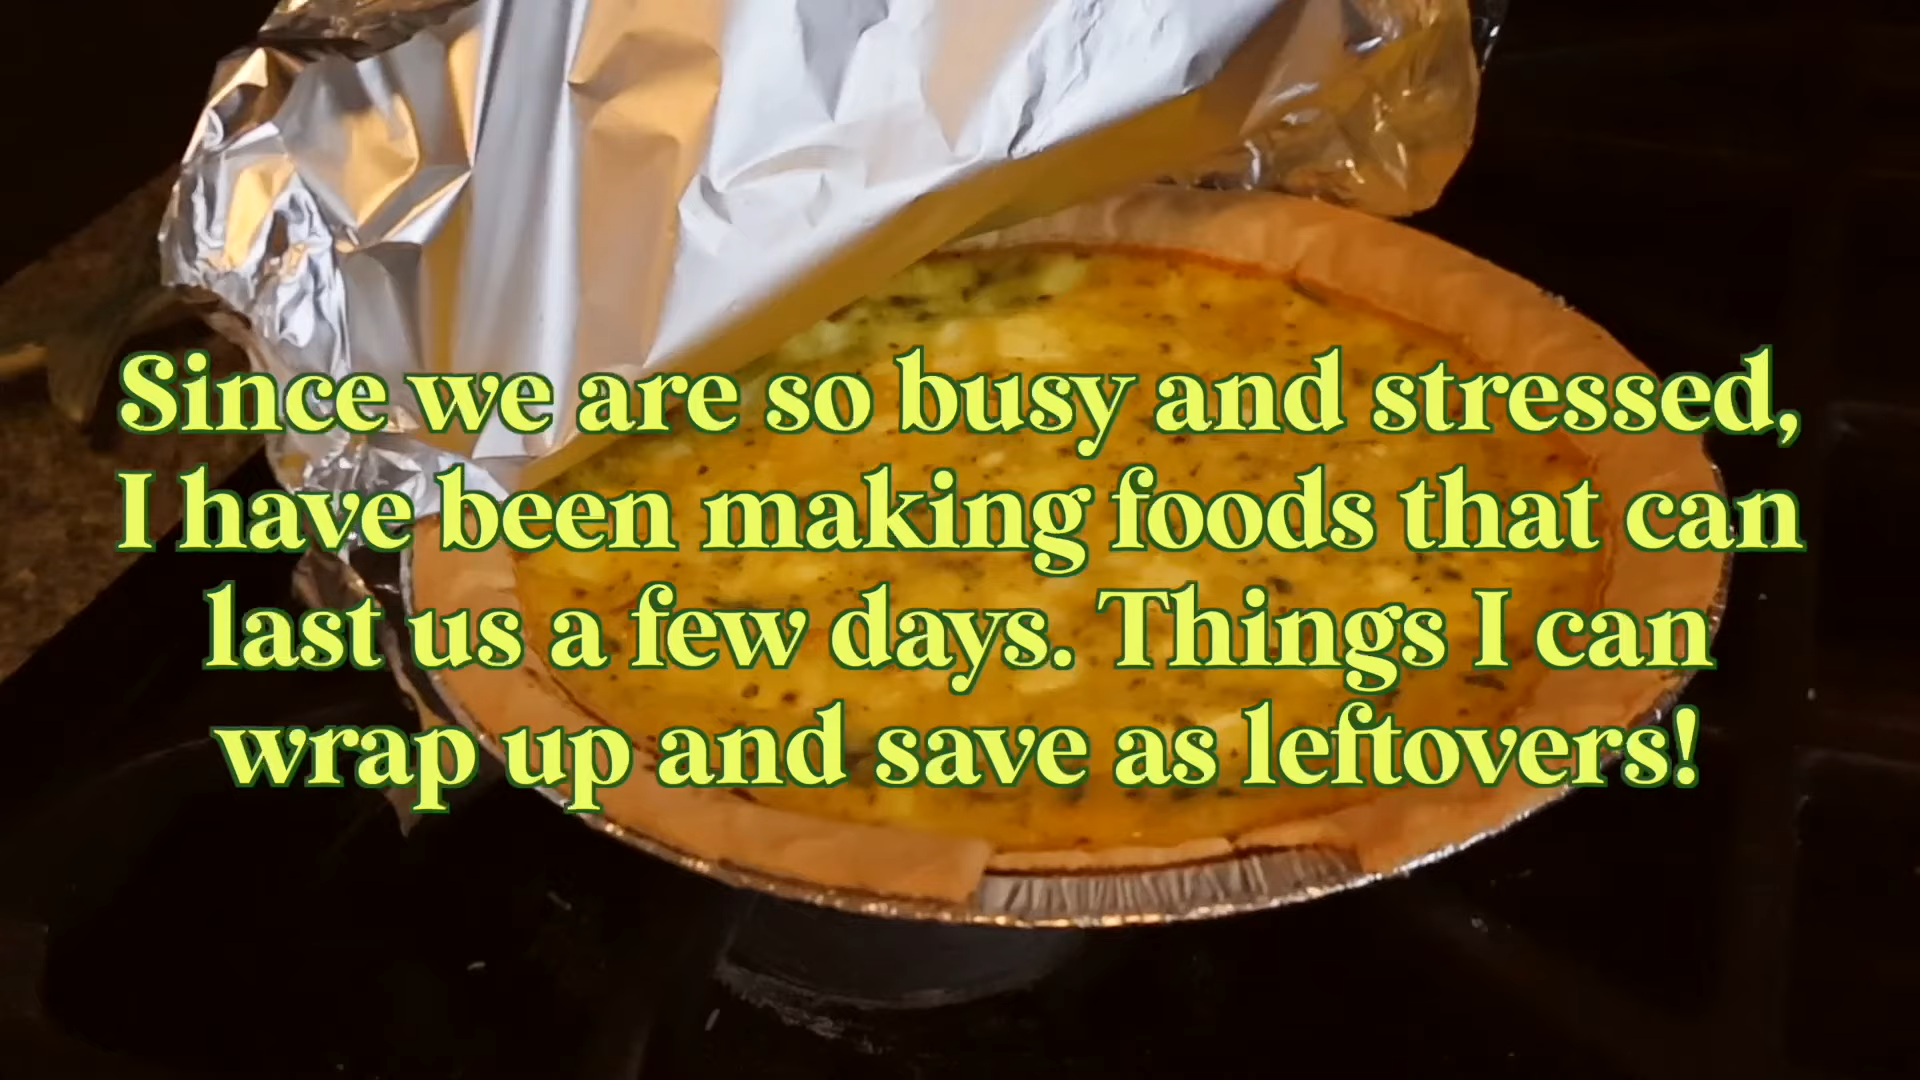 Since we are so busy and stressed,
I have been making foods that can
last us a few days. Things I can
wrap up and save as leftovers!